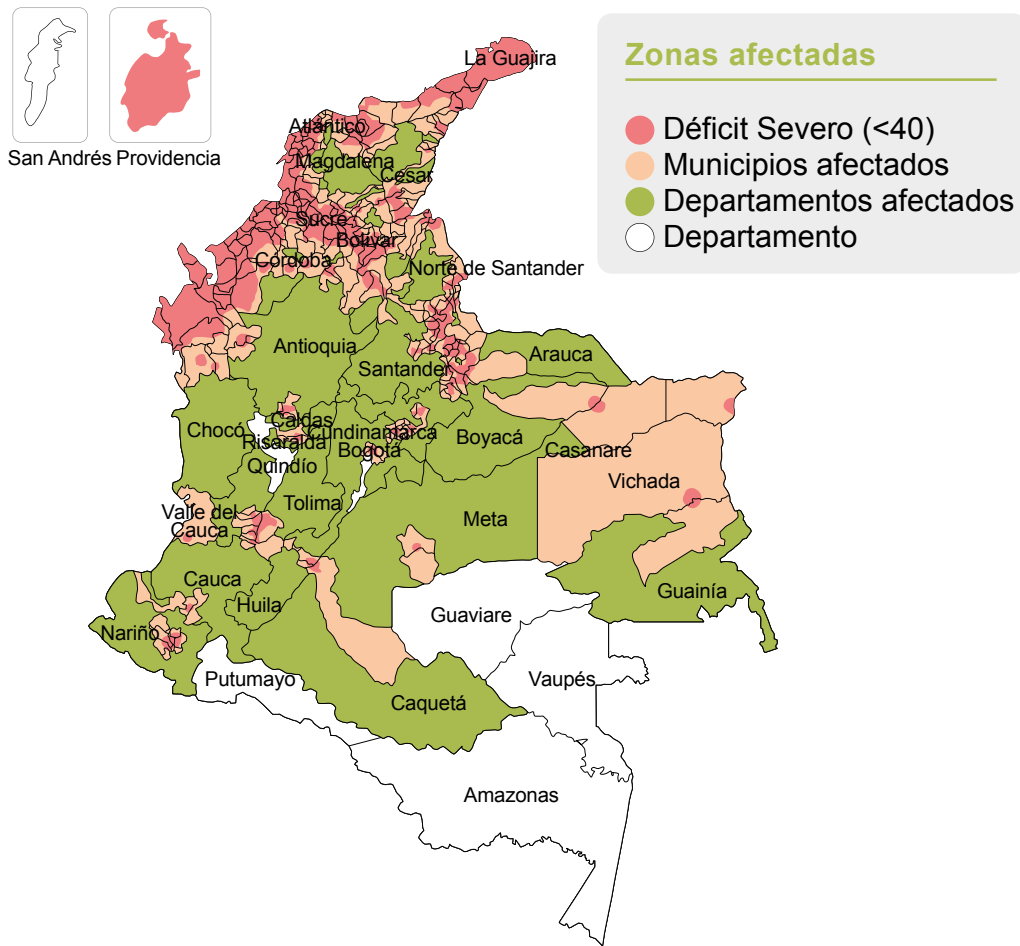 San Andrés
Providencia
Zonas afectadas
Déficit Severo (<40)
Municipios afectados
Departamentos afectados
Departamento
La Guajira
Atlántico
Magdalena
Cesar
Sucre
Bolívar
Córdoba
Norte de Santander
Antioquia
Santander
Arauca
Chocó
Caldas
Risaralda
Quindío
Cundinamarca
Bogotá
Boyacá
Casanare
Vichada
Tolima
Meta
Valle del
Cauca
Cauca
Huila
Nariño
Guainía
Guaviare
Vaupés
Putumayo
Caquetá
Amazonas